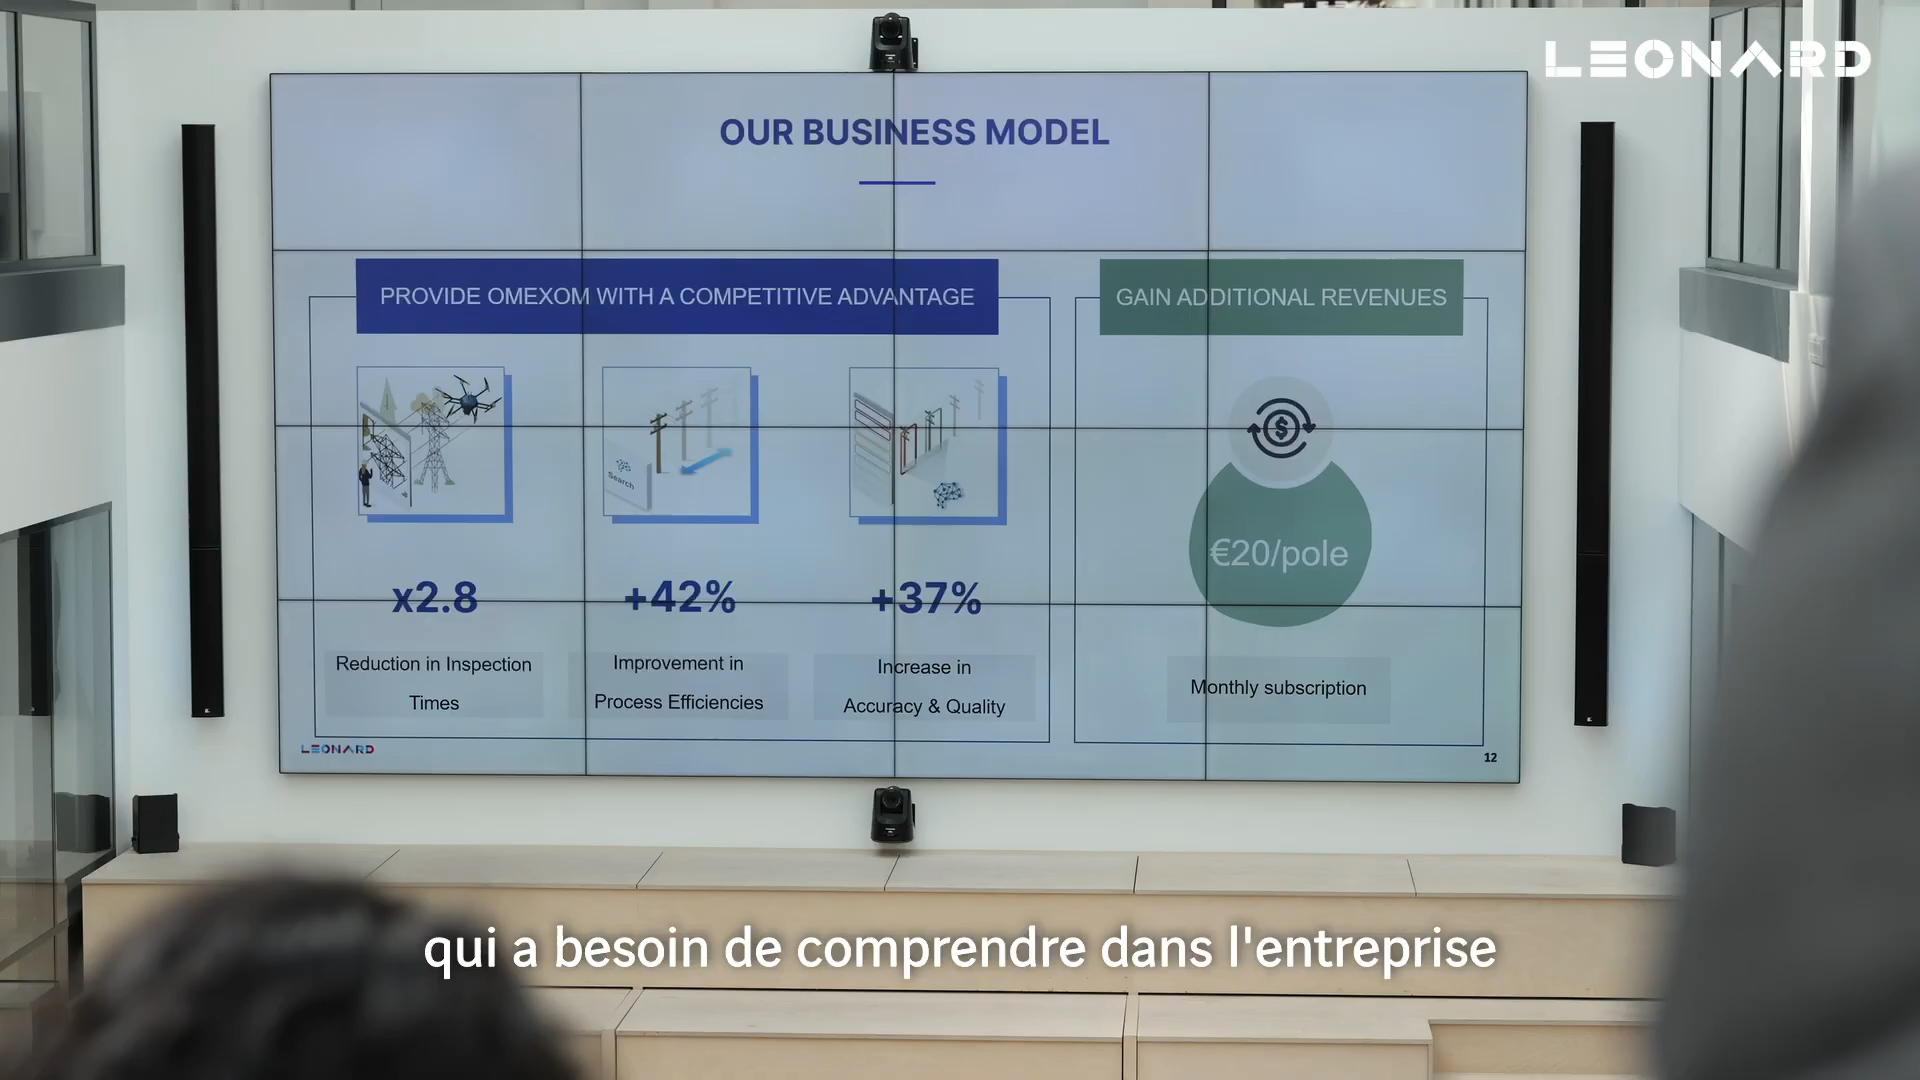 LEONARD
OUR BUSINESS MODEL
PROVIDE OMEXOM WITH A COMPETITIVE ADVANTAGE
GAIN ADDITIONAL REVENUES
Search
€20/pole
x2.8
+42%
+37%
Reduction in Inspection
Times
Improvement in
Process Efficiencies
Increase in
Accuracy & Quality
Monthly subscription
LEONARD
12
qui a besoin de comprendre dans l'entreprise